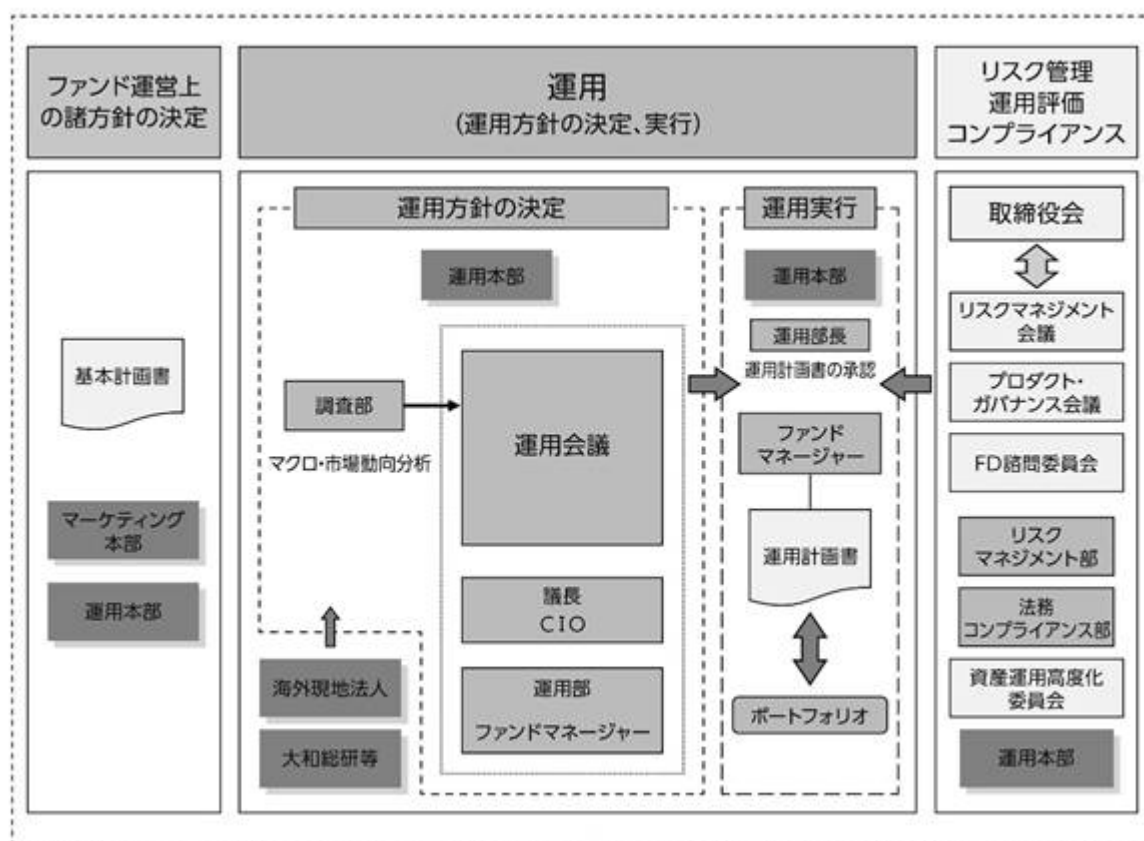 ファンド運営上
の諸方針の決定
運用
(運用方針の決定、実行)
リスク管理
運用評価
コンプライアンス
基本計画書
マーケティング
本部
運用本部
運用方針の決定
運用本部
調査部
マクロ・市場動向分析
運用会議
議長
CIO
運用部
ファンドマネージャー
海外現地法人
大和総研等
運用実行
運用本部
運用部長
運用計画書の承認
ファンド
マネージャー
運用計画書
ポートフォリオ
取締役会
リスクマネジメント
会議
プロダクト・
ガバナンス会議
FD諮問委員会
リスク
マネジメント部
法務
コンプライアンス部
資産運用高度化
委員会
運用本部